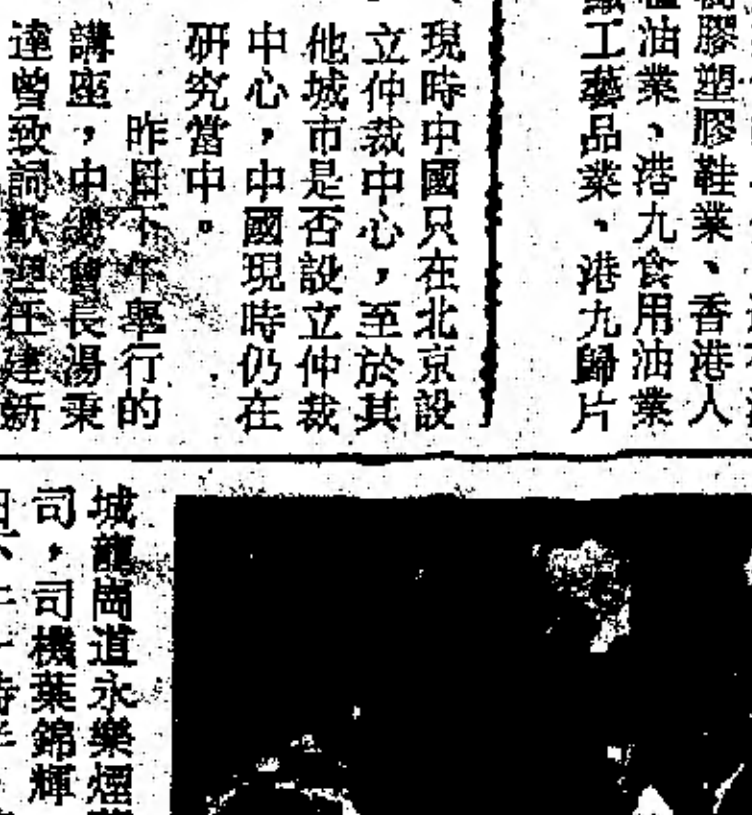 膠塑膠鞋業、香港人
油業、港九食用油業
工藝品業、港九歸片
現時中國只在北京設
立仲裁中心，至於其
他城市是否設立仲裁
中心，中國現時仍在
研究當中。
昨日下午舉行的
講座，中總會長湯秉
達曾致詞歡迎任建新
城龍崗道永樂煙
司，司機葉錦輝